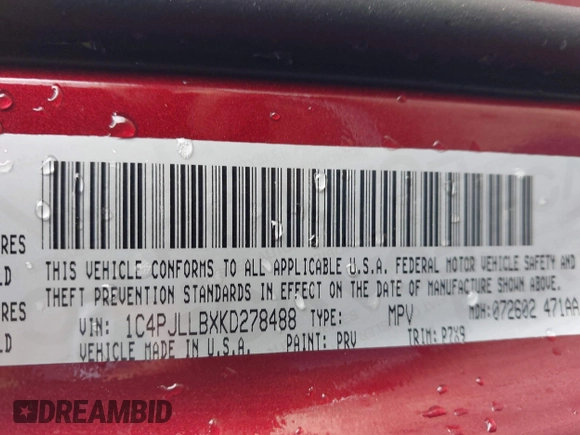 RES
LD
RES
LD
THIS VEHICLE CONFORMS TO ALL APPLICABLE U.S.A. FEDERAL MOTOR VEHICLE SAFETY AND
THEFT PREVENTION STANDARDS IN EFFECT ON THE DATE OF MANUFACTURE SHOWN ABOVE.
VIN: 1C4PJLLBXKD278488 TYPE: MPV MDH: 072602 471AA
VEHICLE MADE IN U.S.A. PAINT: PRV TRIM: P7X9
DREAMBID